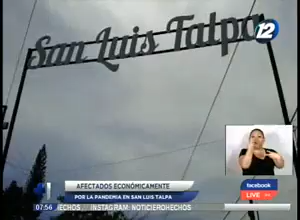 12
San Luis Talpa
AFECTADOS ECONÓMICAMENTE
POR LA PANDEMIA EN SAN LUIS TALPA
facebook
LIVE
07:56
ECHOS INSTAGRAM: NOTICIEROHECHOS